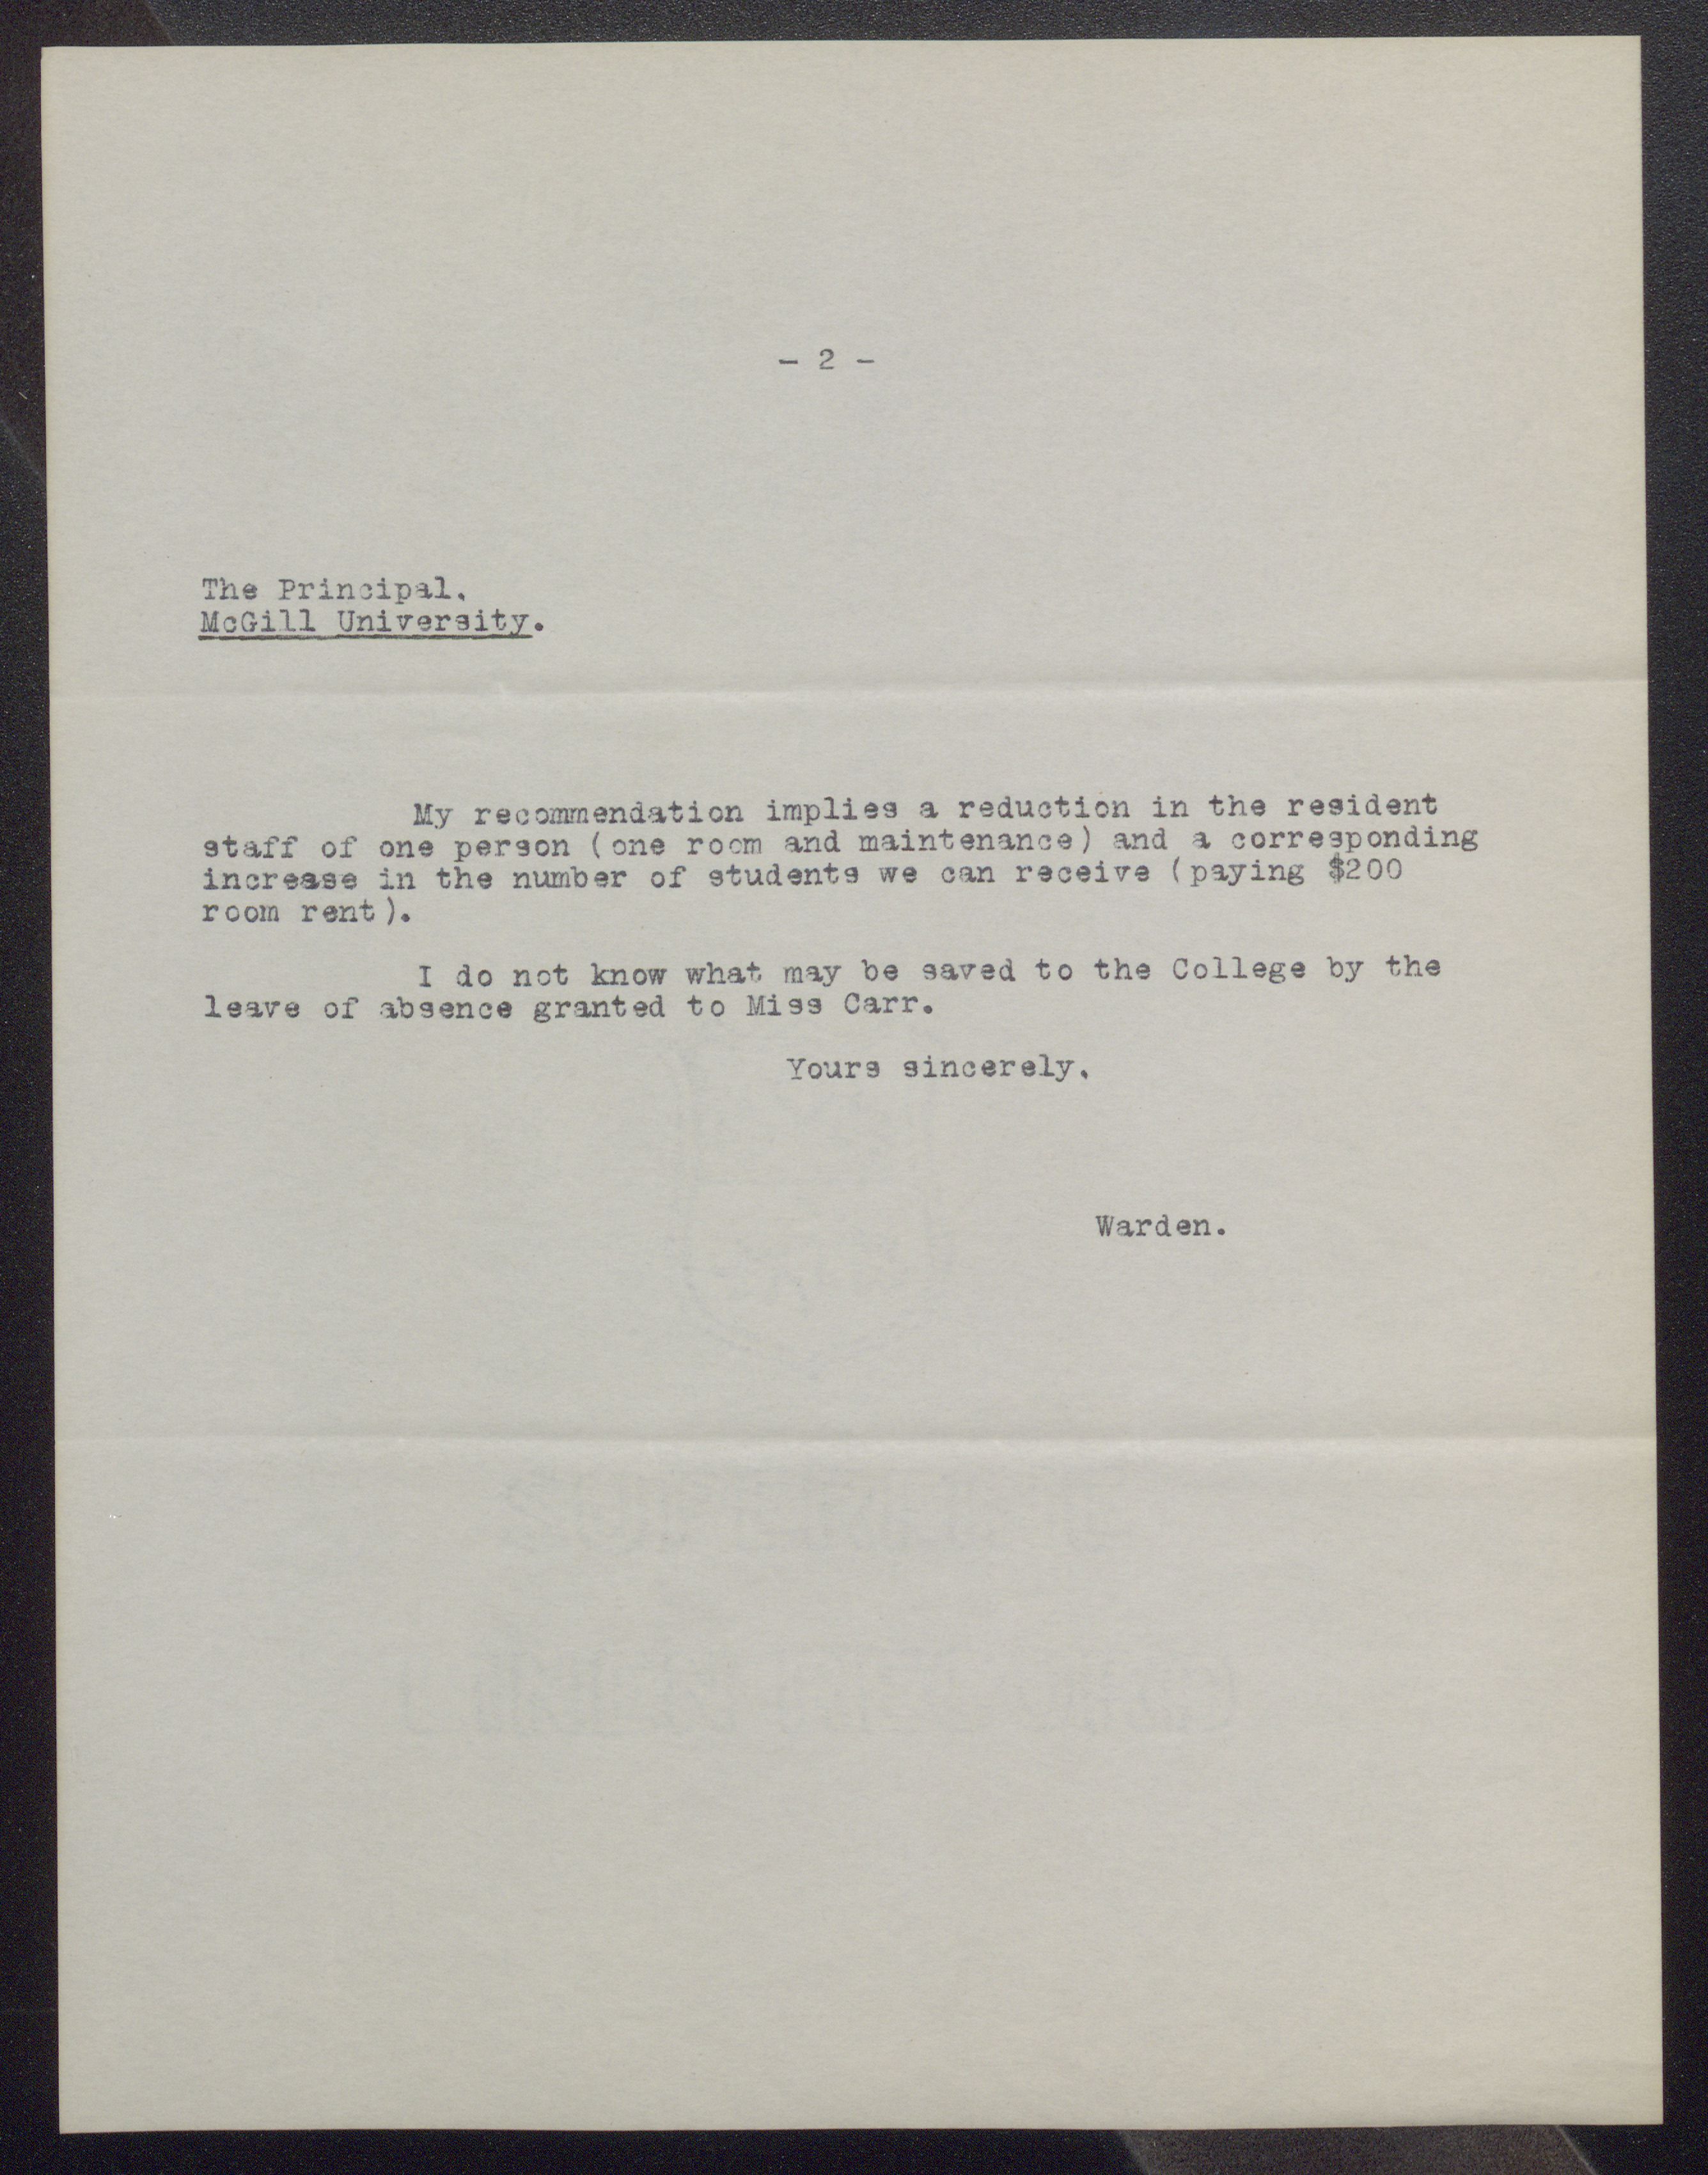 - 2 -
The Principal,
McGill University.
My recommendation implies a reduction in the resident
staff of one person (one room and maintenance) and a corresponding
increase in the number of students we can receive (paying $200
room rent).
I do not know what may be saved to the College by the
leave of absence granted to Miss Carr.
Yours sincerely,
Warden.